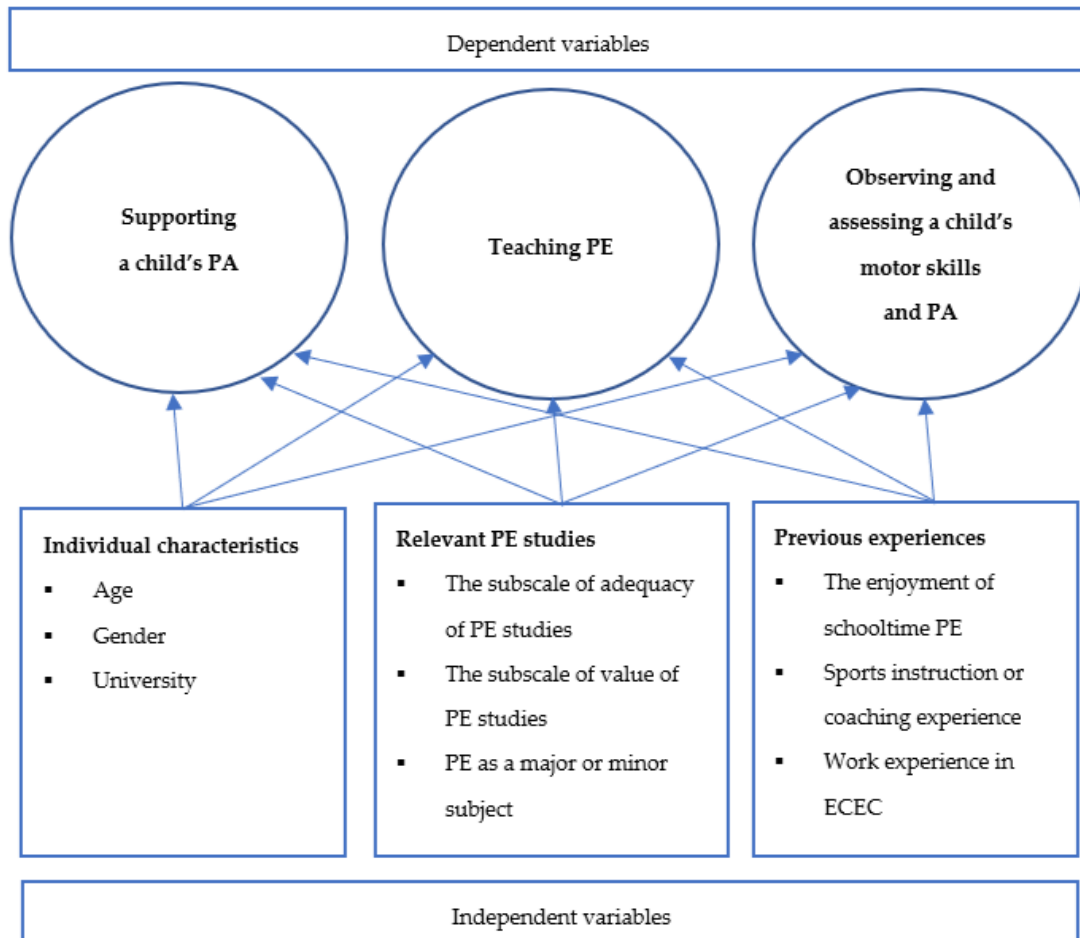 Dependent variables
Supporting
a child's PA
Teaching PE
Observing and
assessing a child's
motor skills
and PA
Individual characteristics
▪ Age
▪ Gender
▪ University
Relevant PE studies
▪ The subscale of adequacy
of PE studies
▪ The subscale of value of
PE studies
▪ PE as a major or minor
subject
Previous experiences
▪ The enjoyment of
schooltime PE
▪ Sports instruction or
coaching experience
▪ Work experience in
ECEC
Independent variables